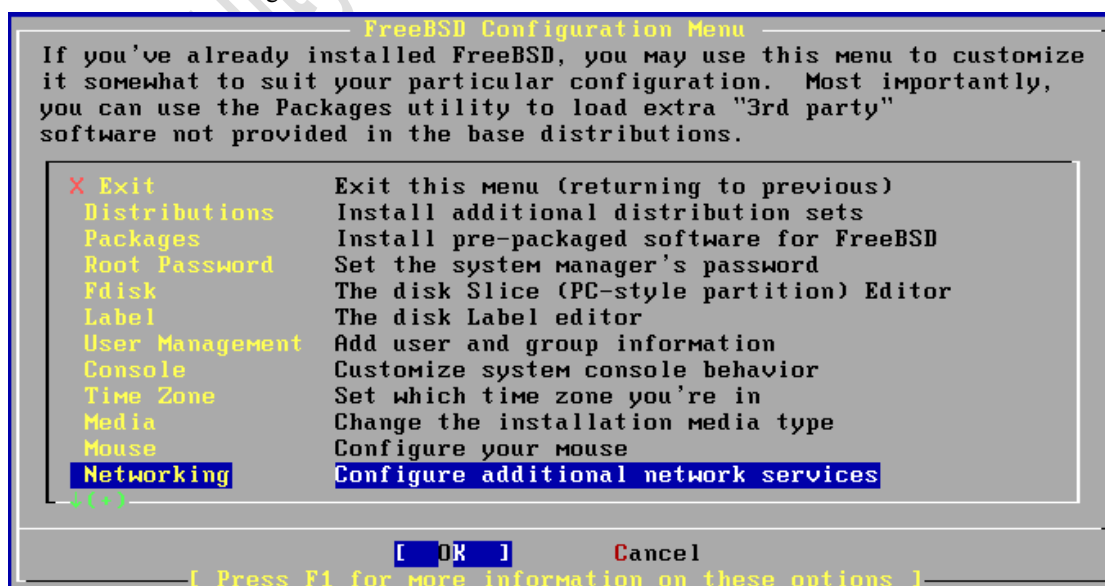 FreeBSD Configuration Menu
If you've already installed FreeBSD, you may use this menu to customize
it somewhat to suit your particular configuration.  Most importantly,
you can use the Packages utility to load extra "3rd party"
software not provided in the base distributions.
X Exit Exit this menu (returning to previous)
Distributions Install additional distribution sets
Packages Install pre-packaged software for FreeBSD
Root Password Set the system manager's password
Fdisk The disk Slice (PC-style partition) Editor
Label The disk Label editor
User Management Add user and group information
Console Customize system console behavior
Time Zone Set which time zone you're in
Media Change the installation media type
Mouse Configure your mouse
Networking Configure additional network services
↓(+)
[ OK ] Cancel
[ Press F1 for more information on these options ]